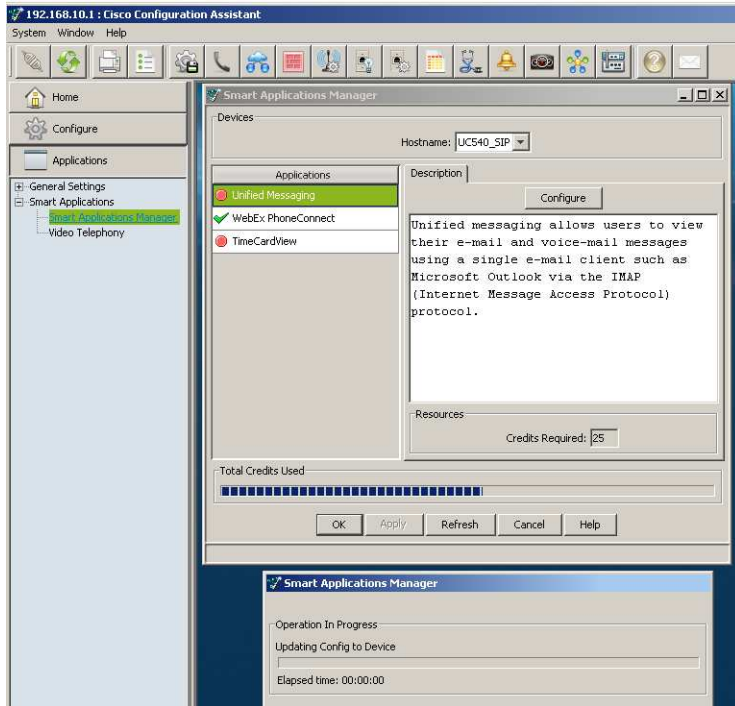 192.168.10.1 : Cisco Configuration Assistant
System Window Help
Home
Configure
Applications
General Settings
Smart Applications
Smart Applications Manager
Video Telephony
Smart Applications Manager
Devices
Hostname: UC540_SIP
Applications
Unified Messaging
WebEx PhoneConnect
TimeCardView
Description
Configure
Unified messaging allows users to view
their e-mail and voice-mail messages
using a single e-mail client such as
Microsoft Outlook via the IMAP
(Internet Message Access Protocol)
protocol.
Resources
Credits Required: 25
Total Credits Used
OK Apply Refresh Cancel Help
Smart Applications Manager
Operation In Progress
Updating Config to Device
Elapsed time: 00:00:00